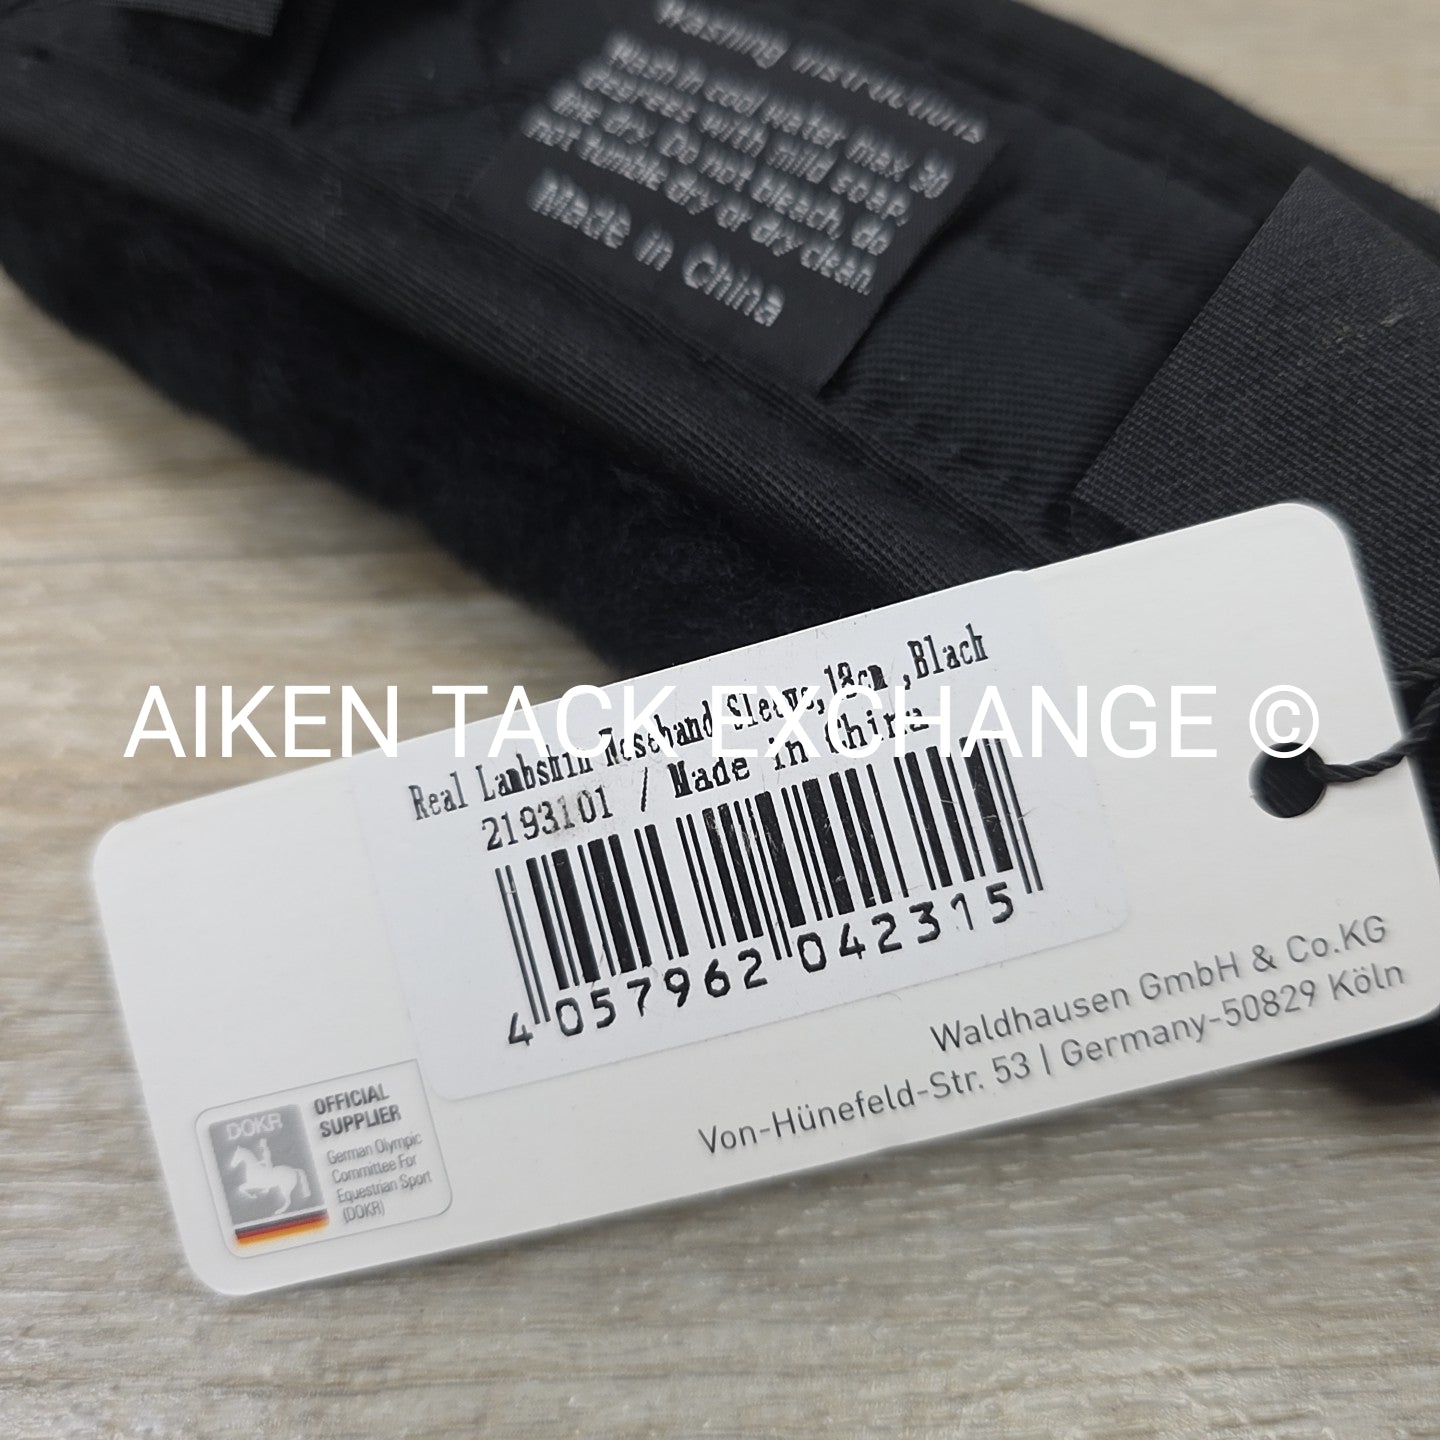 Washing instructions
Wash in cool water max. 30
degrees with mild soap,
line dry. Do not bleach, do
not tumble dry or dry clean.
Made in China
AIKEN TACK EXCHANGE ©
Real Lambskin Noseband Sleeve,18cm ,Black
2193101 / Made in China
4 057962 042315
Waldhausen GmbH & Co.KG
Von-Hünefeld-Str. 53 | Germany-50829 Köln
DOKR
OFFICIAL
SUPPLIER
German Olympic
Committee For
Equestrian Sport
(DOKR)